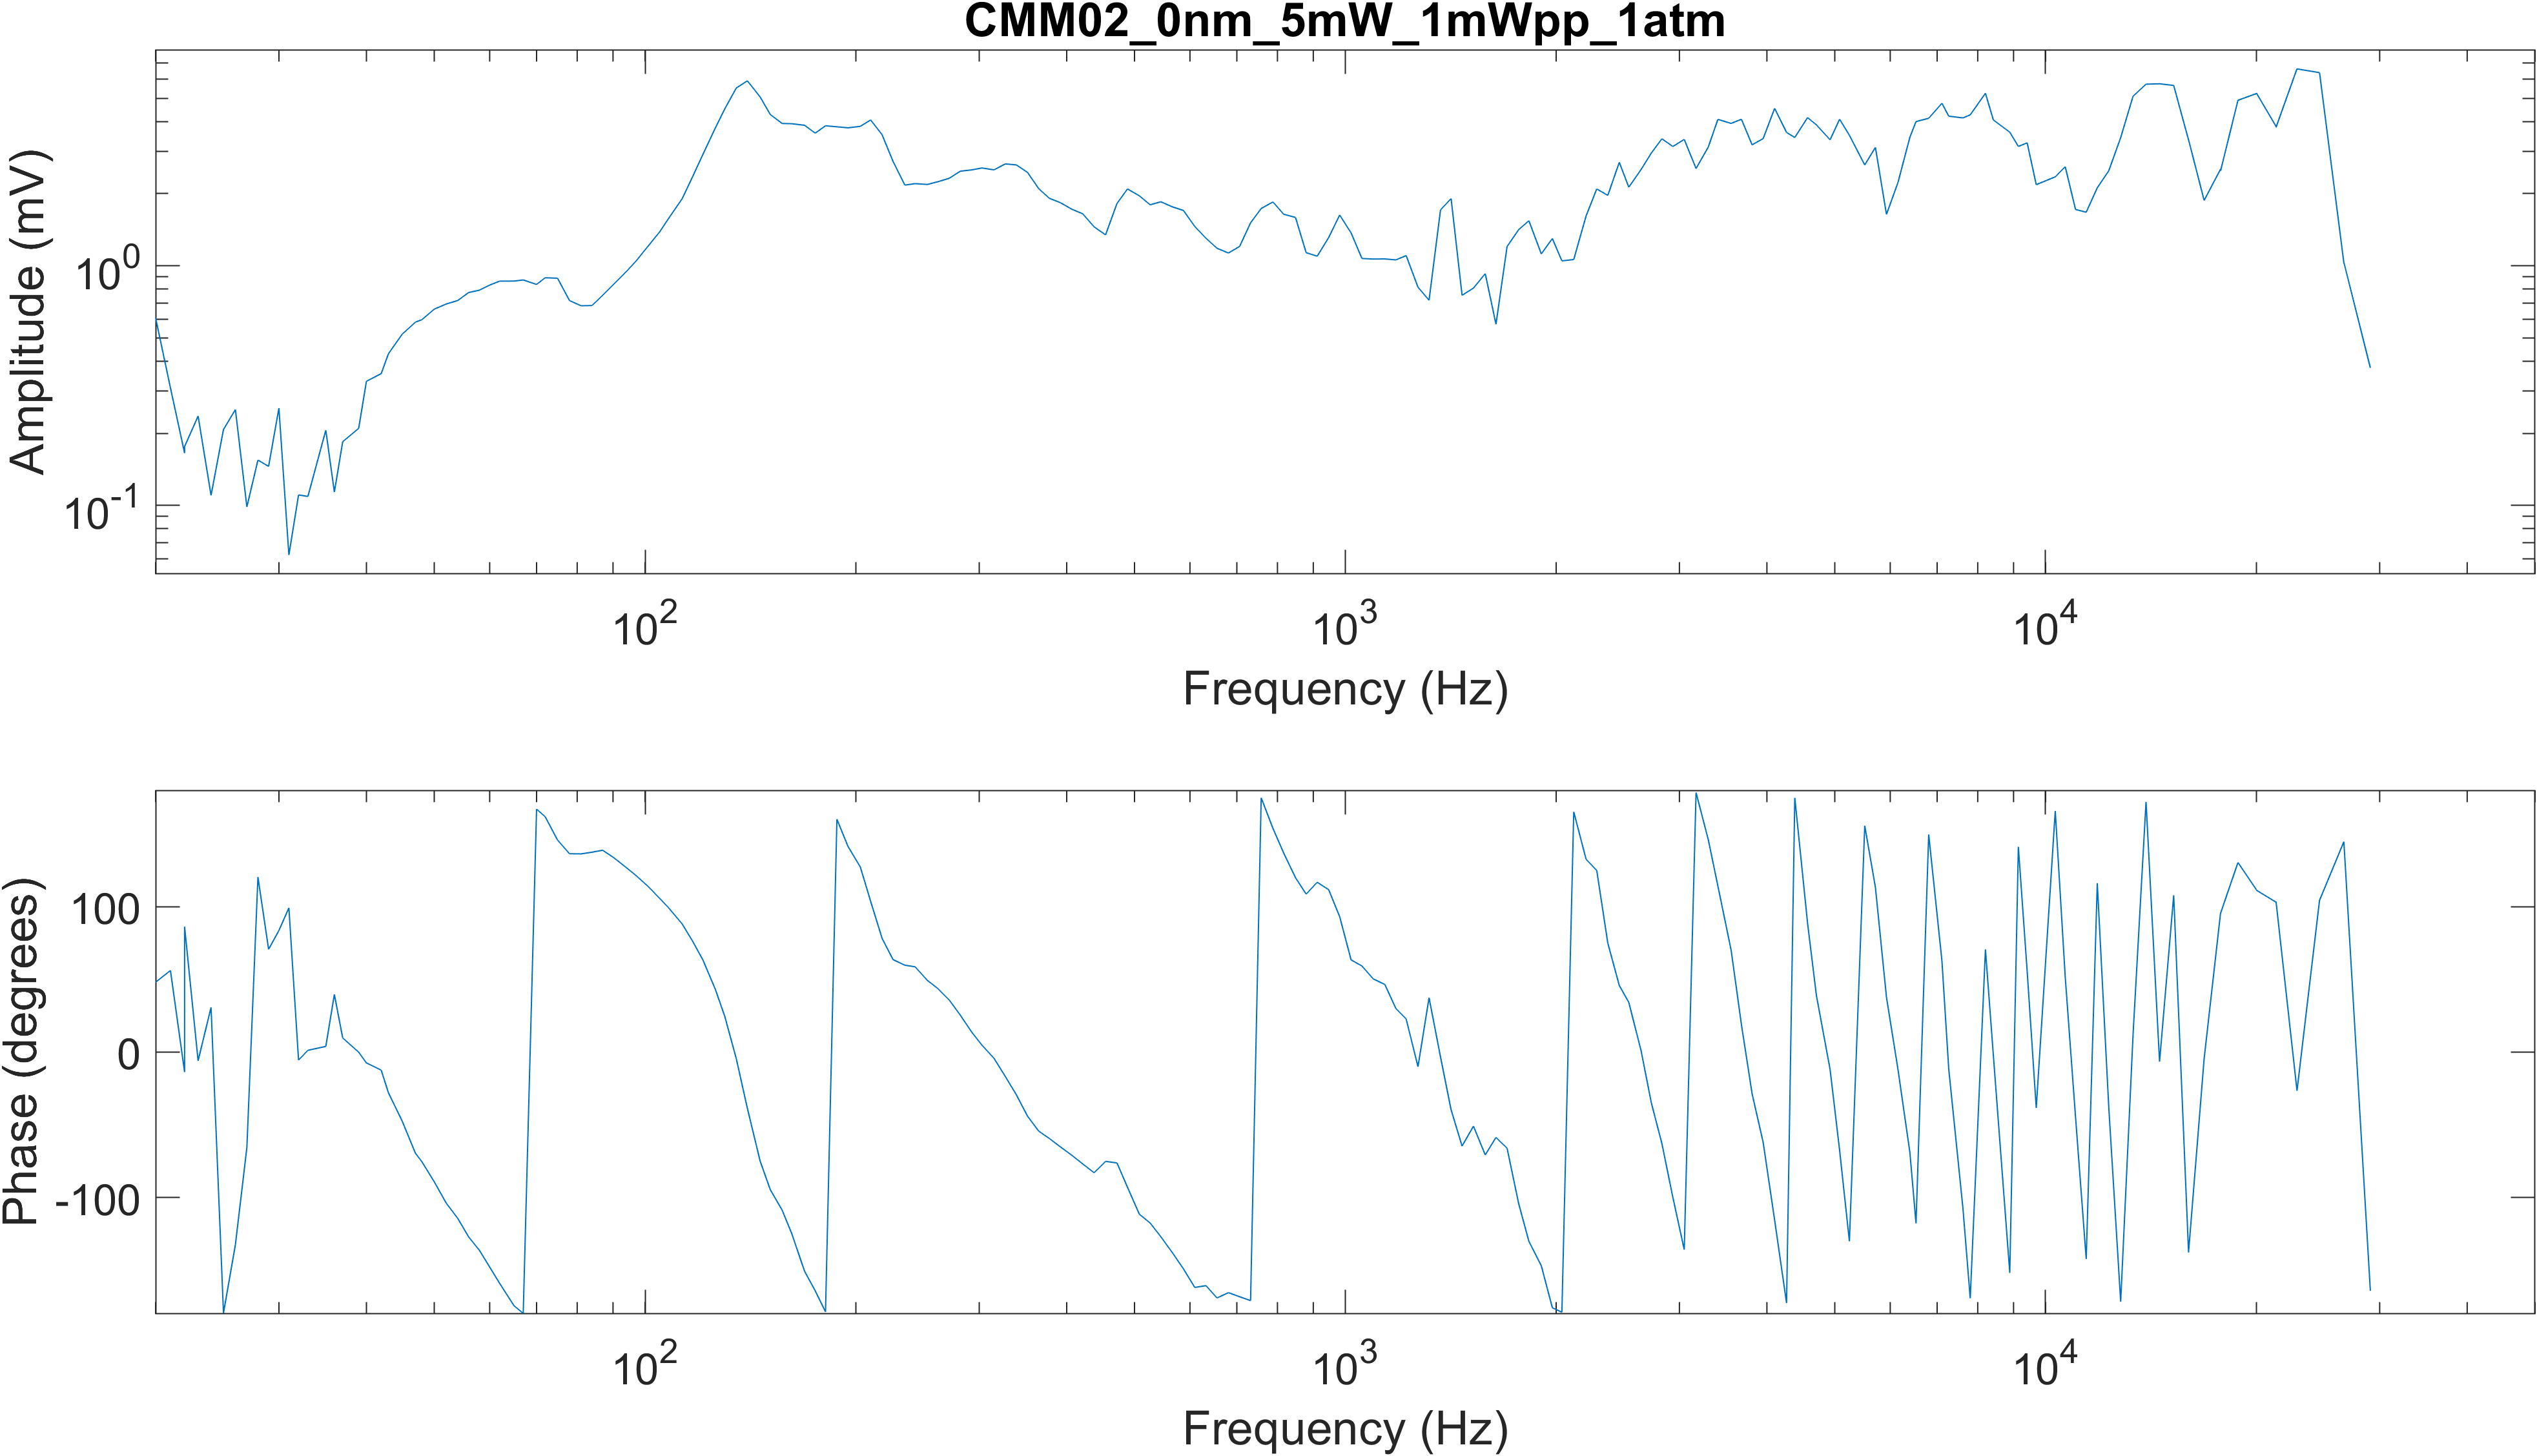 CMM02_0nm_5mW_1mWpp_1atm
Amplitude (mV)
10^0
10^-1
10^2
10^3
10^4
Frequency (Hz)
Phase (degrees)
100
0
-100
10^2
10^3
10^4
Frequency (Hz)